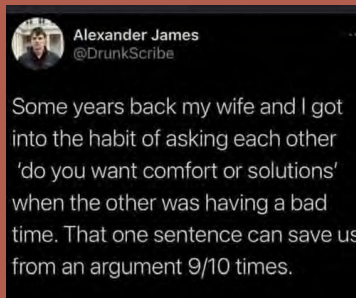 Alexander James
@DrunkScribe
Some years back my wife and I got
into the habit of asking each other
'do you want comfort or solutions'
when the other was having a bad
time. That one sentence can save us
from an argument 9/10 times.